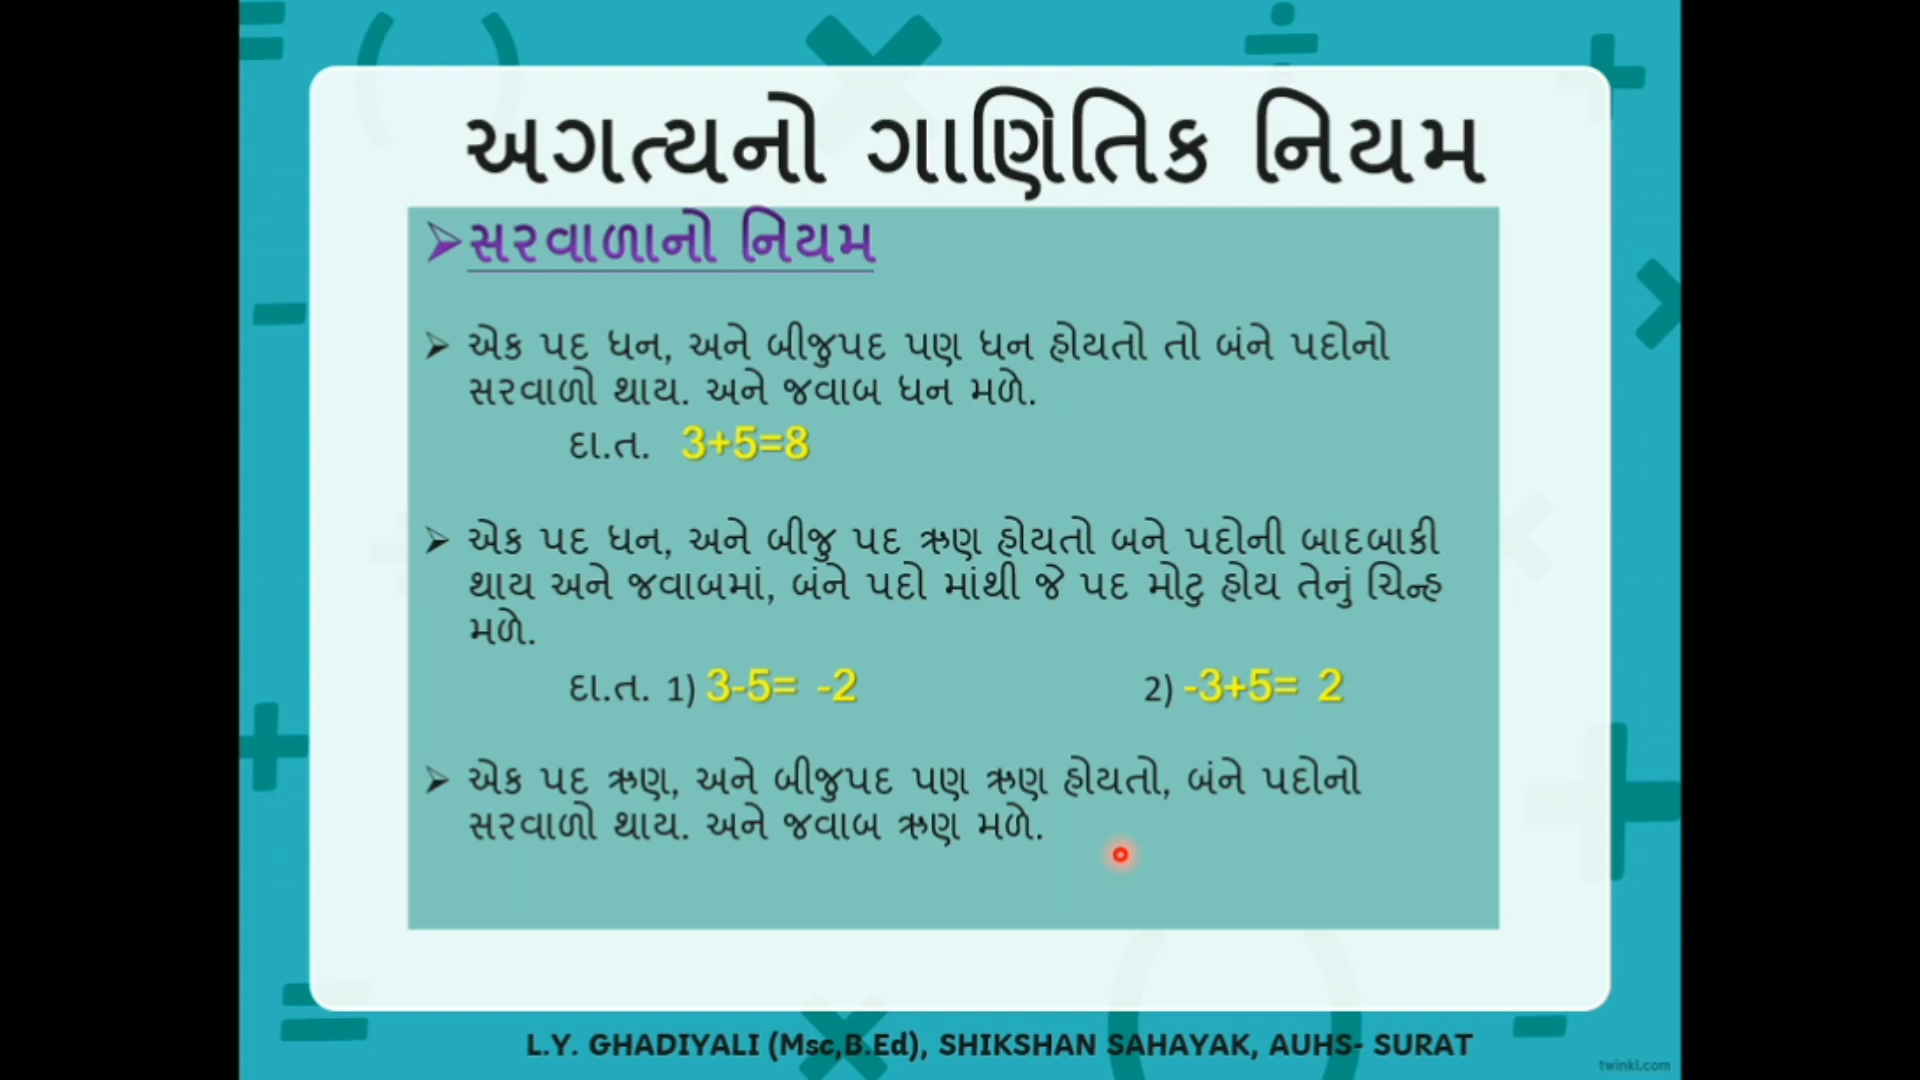 અગત્યનો ગાણિતિક નિયમ
સરવાળાનો નિયમ
એક પદ ધન, અને બીજુપદ પણ ધન હોયતો તો બંને પદોનો
સરવાળો થાય. અને જવાબ ધન મળે.
દા.ત. 3+5=8
એક પદ ધન, અને બીજુ પદ ઋણ હોયતો બને પદોની બાદબાકી
થાય અને જવાબમાં, બંને પદો માંથી જે પદ મોટુ હોય તેનું ચિન્હ
મળે.
દા.ત. 1) 3-5= -2 2) -3+5= 2
એક પદ ઋણ, અને બીજુપદ પણ ઋણ હોયતો, બંને પદોનો
સરવાળો થાય. અને જવાબ ઋણ મળે.
L.Y. GHADIYALI (Msc,B.Ed), SHIKSHAN SAHAYAK, AUHS- SURAT
twinkl.com